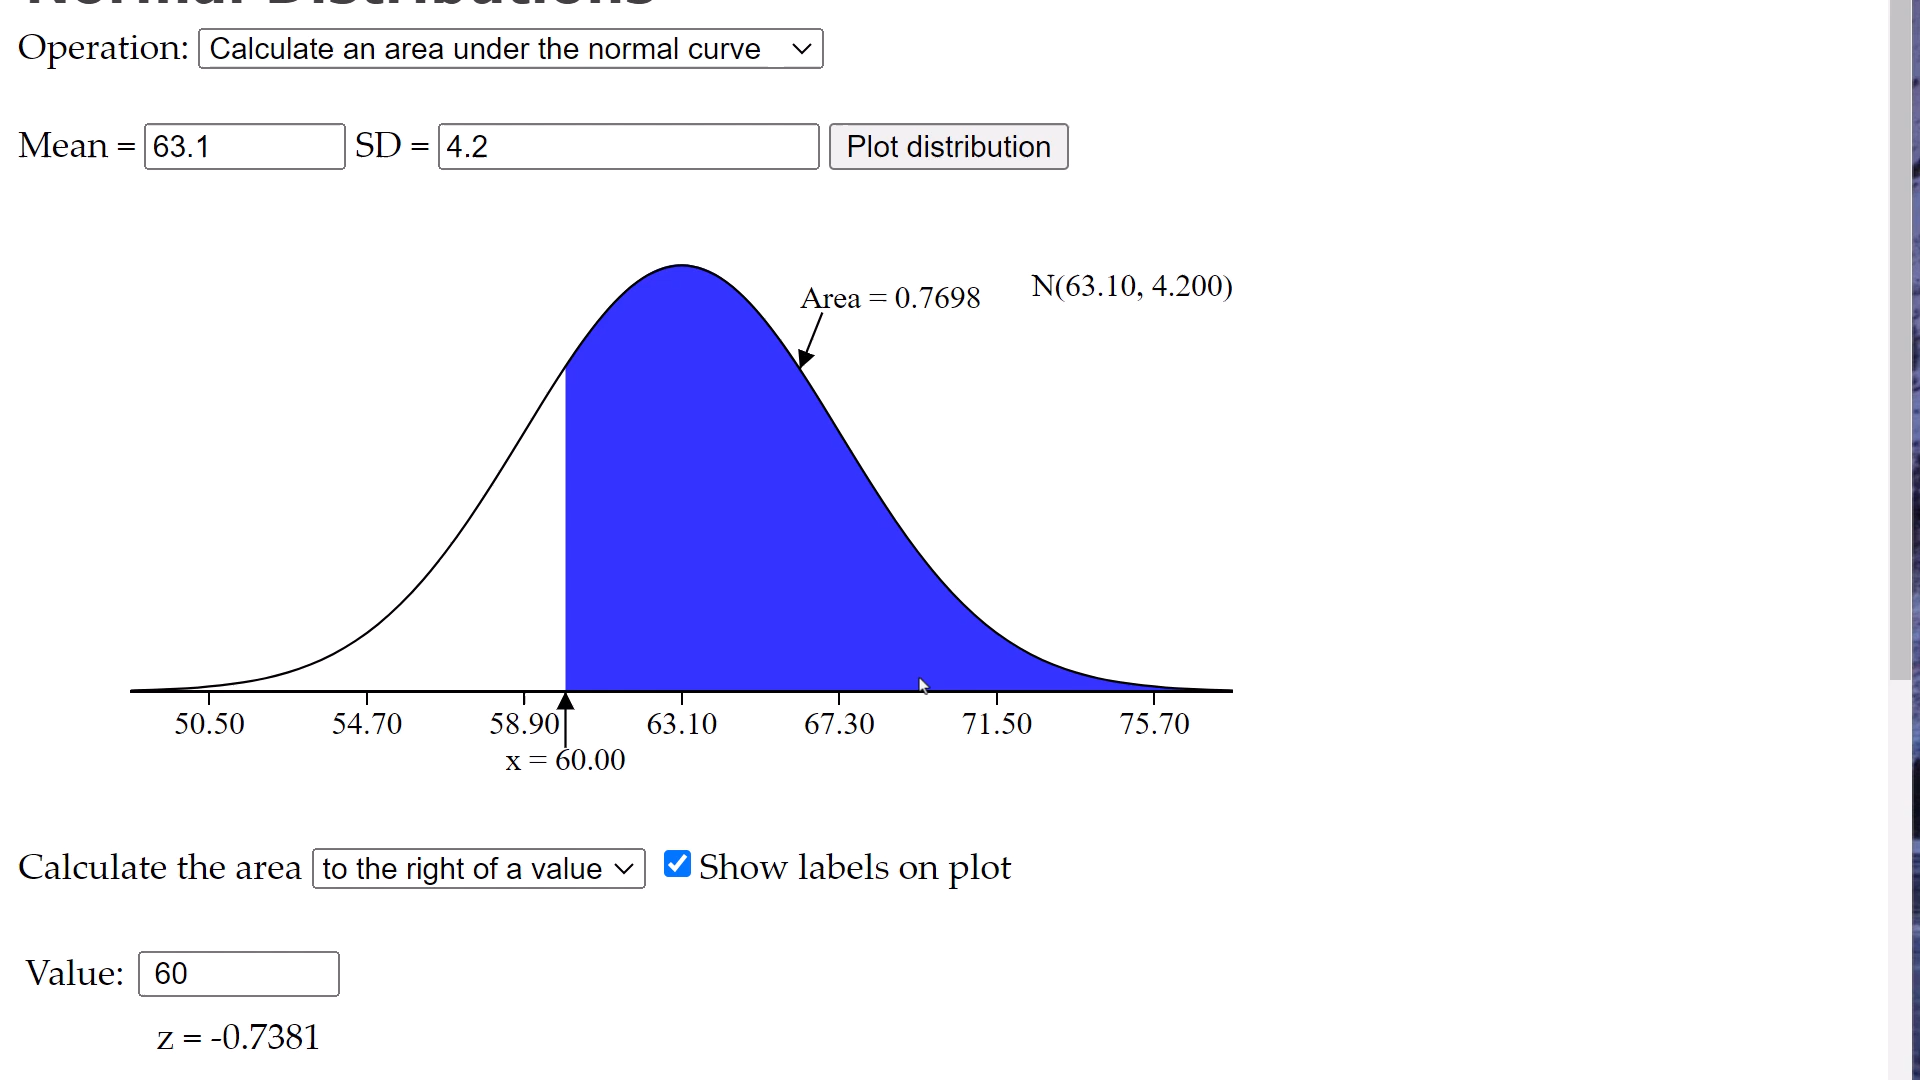 Normal Distributions
Operation: Calculate an area under the normal curve
Mean = 63.1 SD = 4.2 Plot distribution
Area = 0.7698
N(63.10, 4.200)
50.50 54.70 58.90 63.10 67.30 71.50 75.70
x = 60.00
Calculate the area to the right of a value Show labels on plot
Value: 60
z = -0.7381